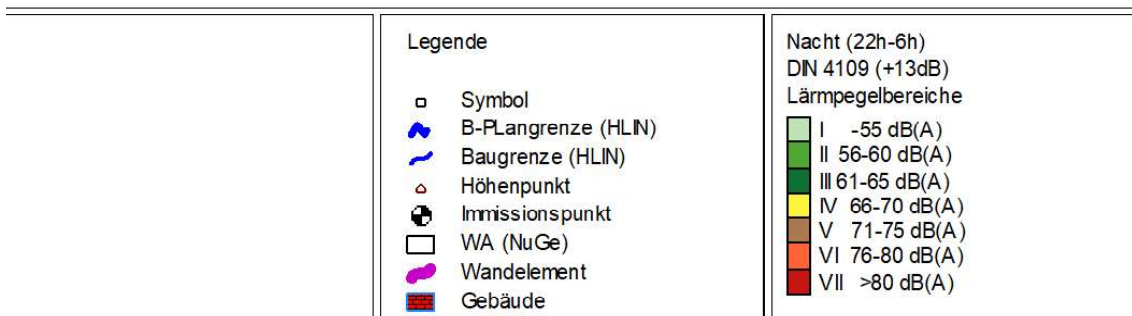 Legende
Symbol
B-PLangrenze (HLIN)
Baugrenze (HLIN)
Höhenpunkt
Immissionspunkt
WA (NuGe)
Wandelement
Gebäude
Nacht (22h-6h)
DIN 4109 (+13dB)
Lärmpegelbereiche
I -55 dB(A)
II 56-60 dB(A)
III 61-65 dB(A)
IV 66-70 dB(A)
V 71-75 dB(A)
VI 76-80 dB(A)
VII >80 dB(A)